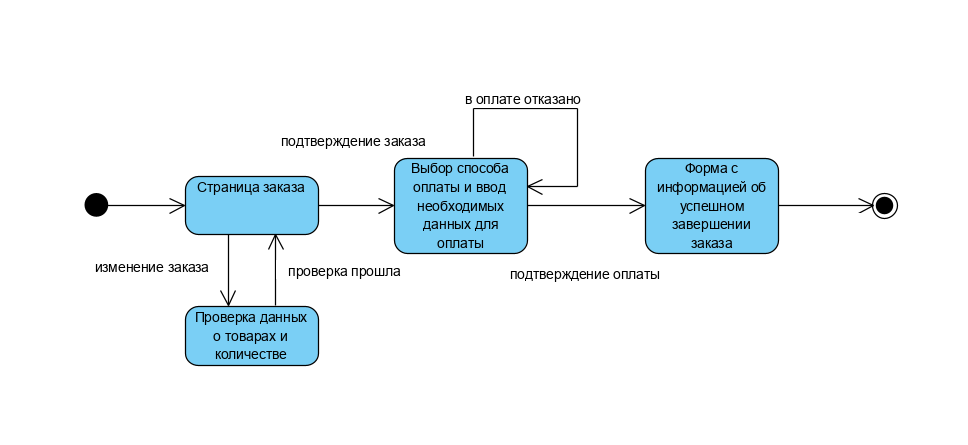 в оплате отказано
подтверждение заказа
Страница заказа
Выбор способа
оплаты и ввод
необходимых
данных для
оплаты
Форма с
информацией об
успешном
завершении
заказа
изменение заказа
проверка прошла
подтверждение оплаты
Проверка данных
о товарах и
количестве